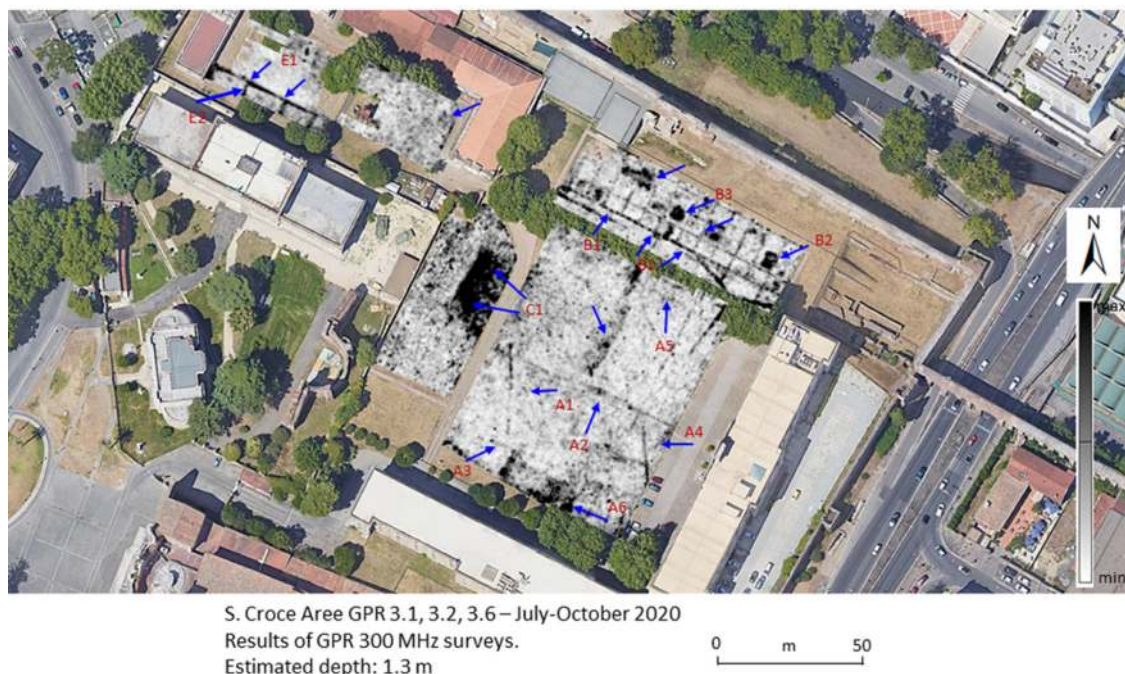 E1
E2
B3
B1
B2
N
C1
max
A5
A1
A2
A4
A3
A6
min
S. Croce Aree GPR 3.1, 3.2, 3.6 – July-October 2020
Results of GPR 300 MHz surveys.
Estimated depth: 1.3 m
0 m 50